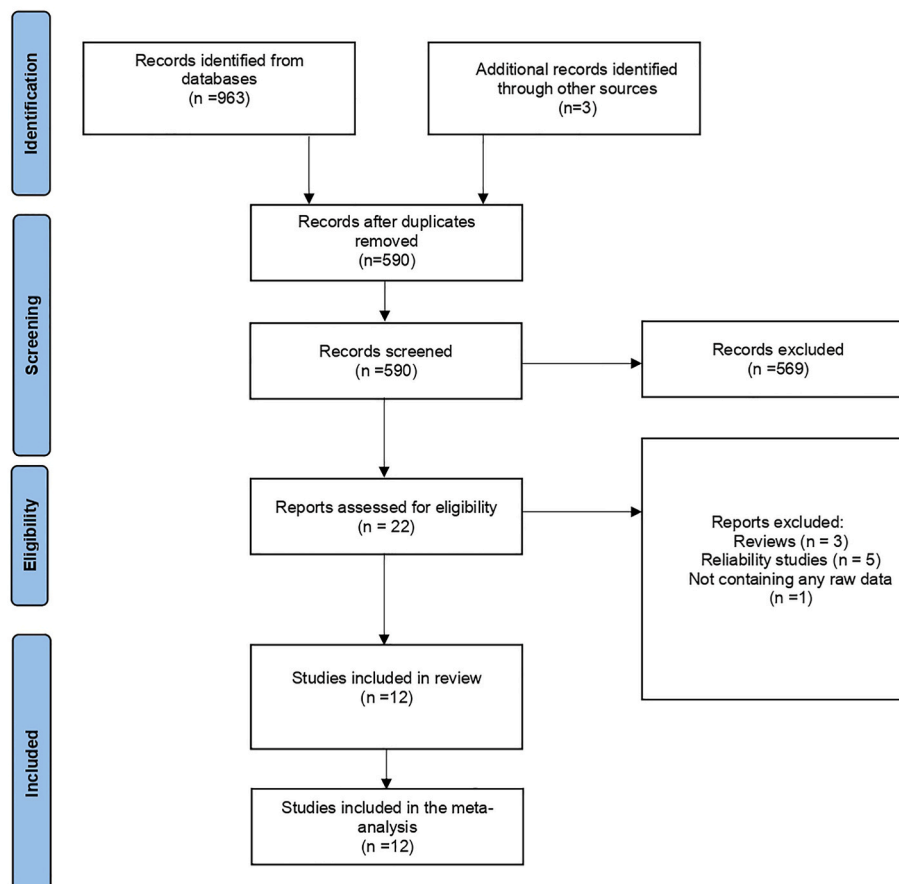 Identification
Records identified from
databases
(n =963)
Additional records identified
through other sources
(n=3)
Screening
Records after duplicates
removed
(n=590)
Records screened
(n =590)
Records excluded
(n =569)
Eligibility
Reports assessed for eligibility
(n = 22)
Reports excluded:
Reviews (n = 3)
Reliability studies (n = 5)
Not containing any raw data
(n =1)
Included
Studies included in review
(n =12)
Studies included in the meta-
analysis
(n =12)